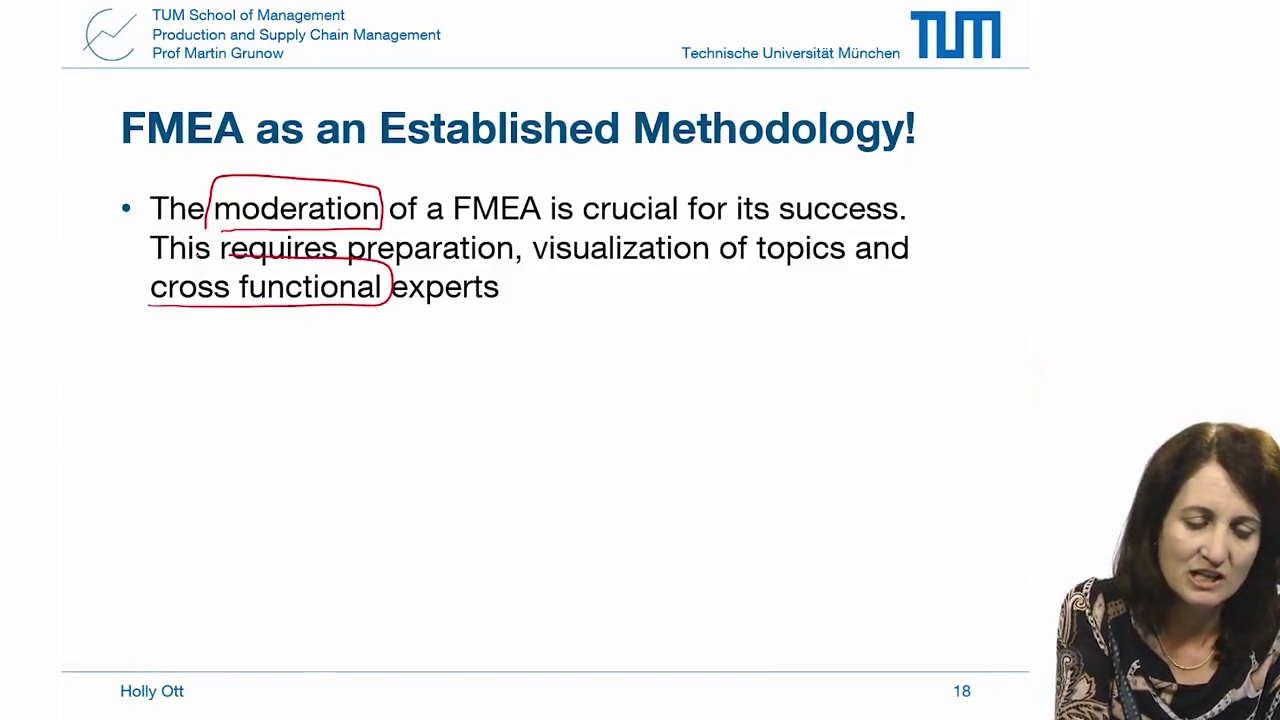 TUM School of Management
Production and Supply Chain Management
Prof Martin Grunow
Technische Universität München
TUM
FMEA as an Established Methodology!
• The moderation of a FMEA is crucial for its success.
This requires preparation, visualization of topics and
cross functional experts
Holly Ott
18